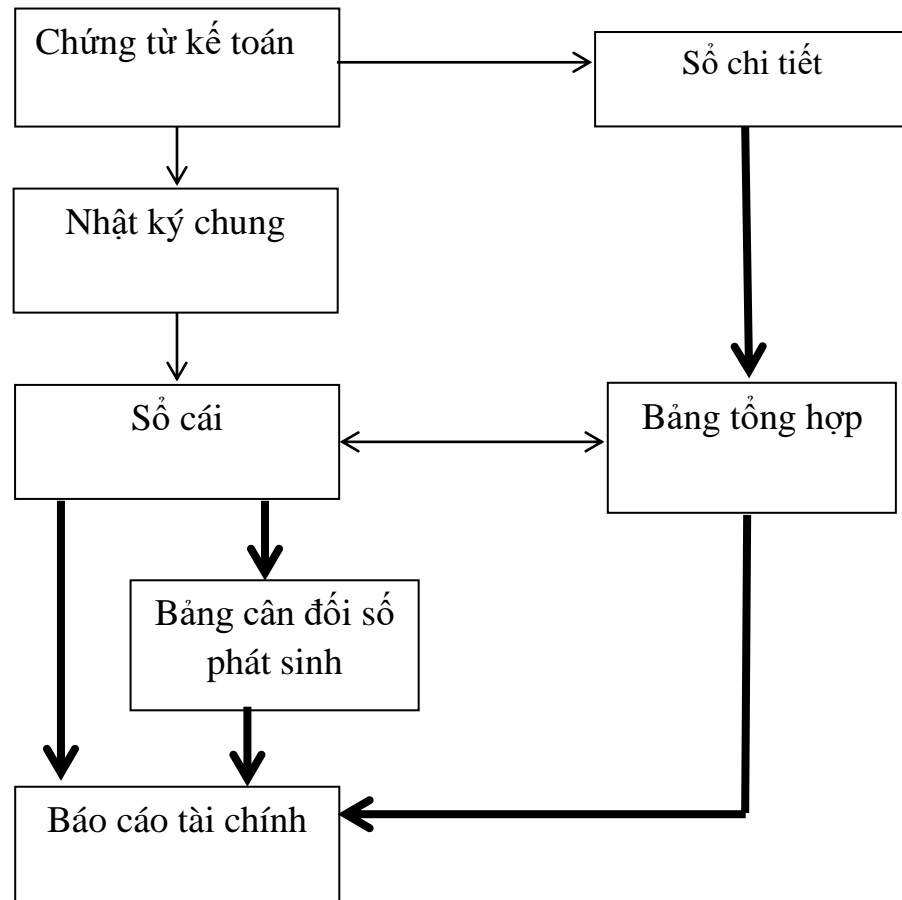 Chứng từ kế toán
Sổ chi tiết
Nhật ký chung
Sổ cái
Bảng tổng hợp
Bảng cân đối số
phát sinh
Báo cáo tài chính